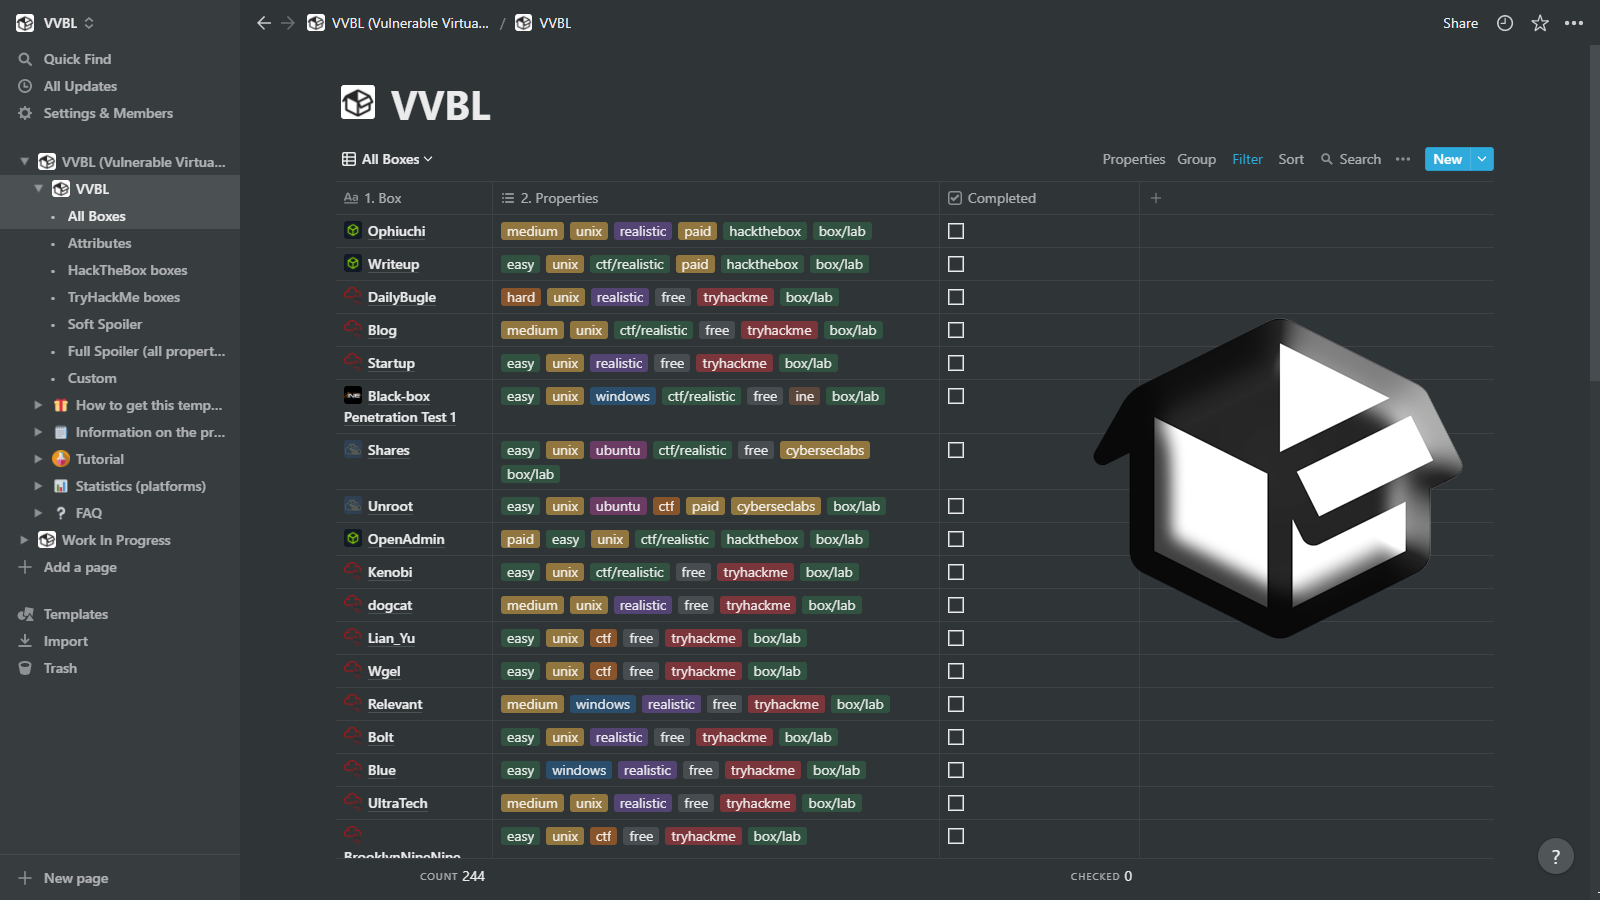 VVBL
Quick Find
All Updates
Settings & Members
VVBL (Vulnerable Virtua...
VVBL
All Boxes
Attributes
HackTheBox boxes
TryHackMe boxes
Soft Spoiler
Full Spoiler (all propert...
Custom
How to get this temp...
Information on the pr...
Tutorial
Statistics (platforms)
? FAQ
Work In Progress
+ Add a page
Templates
Import
Trash
+ New page
VVBL (Vulnerable Virtua... / VVBL
Share
VVBL
All Boxes
Properties Group Filter Sort Search ••• New
Aa 1. Box 2. Properties Completed +
Ophiuchi medium unix realistic paid hackthebox box/lab
Writeup easy unix ctf/realistic paid hackthebox box/lab
DailyBugle hard unix realistic free tryhackme box/lab
Blog medium unix ctf/realistic free tryhackme box/lab
Startup easy unix realistic free tryhackme box/lab
Black-box easy unix windows ctf/realistic free ine box/lab
Penetration Test 1
Shares easy unix ubuntu ctf/realistic free cyberseclabs
box/lab
Unroot easy unix ubuntu ctf paid cyberseclabs box/lab
OpenAdmin paid easy unix ctf/realistic hackthebox box/lab
Kenobi easy unix ctf/realistic free tryhackme box/lab
dogcat medium unix realistic free tryhackme box/lab
Lian_Yu easy unix ctf free tryhackme box/lab
Wgel easy unix ctf free tryhackme box/lab
Relevant medium windows realistic free tryhackme box/lab
Bolt easy unix realistic free tryhackme box/lab
Blue easy windows realistic free tryhackme box/lab
UltraTech medium unix realistic free tryhackme box/lab
easy unix ctf free tryhackme box/lab
BrooklynNineNine
COUNT 244 CHECKED 0
?